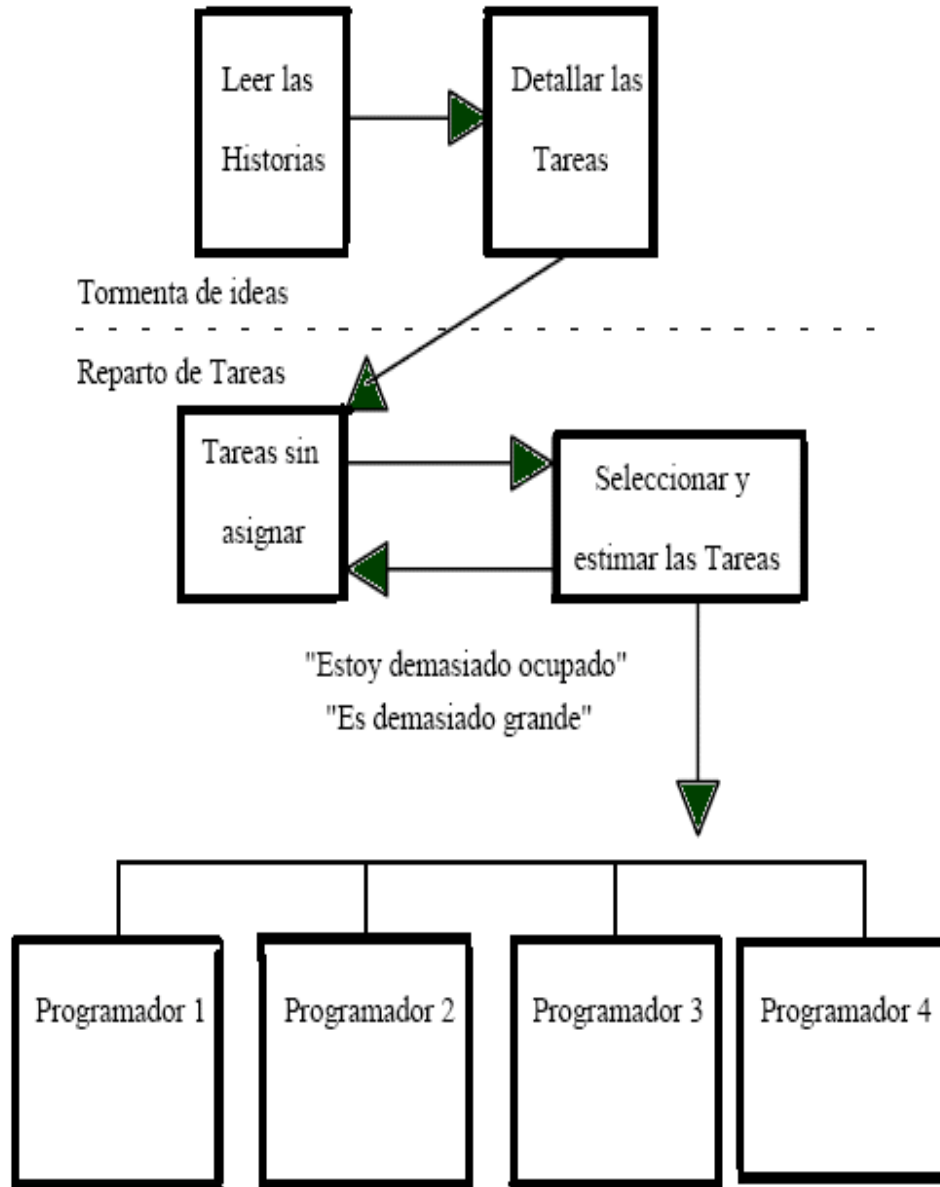 Leer las
Historias
Detallar las
Tareas
Tormenta de ideas
Reparto de Tareas
Tareas sin
asignar
Seleccionar y
estimar las Tareas
"Estoy demasiado ocupado"
"Es demasiado grande"
Programador 1
Programador 2
Programador 3
Programador 4